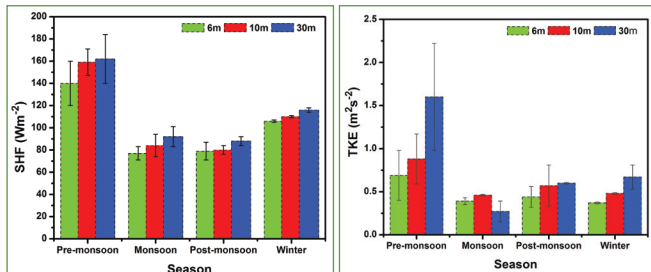 6m 10m 30m
SHF (Wm-2)
200
180
160
140
120
100
80
60
40
20
0
Pre-monsoon Monsoon Post-monsoon Winter
Season
6m 10m 30m
TKE (m2s-2)
2.5
2.0
1.5
1.0
0.5
0.0
Pre-monsoon Monsoon Post-monsoon Winter
Season